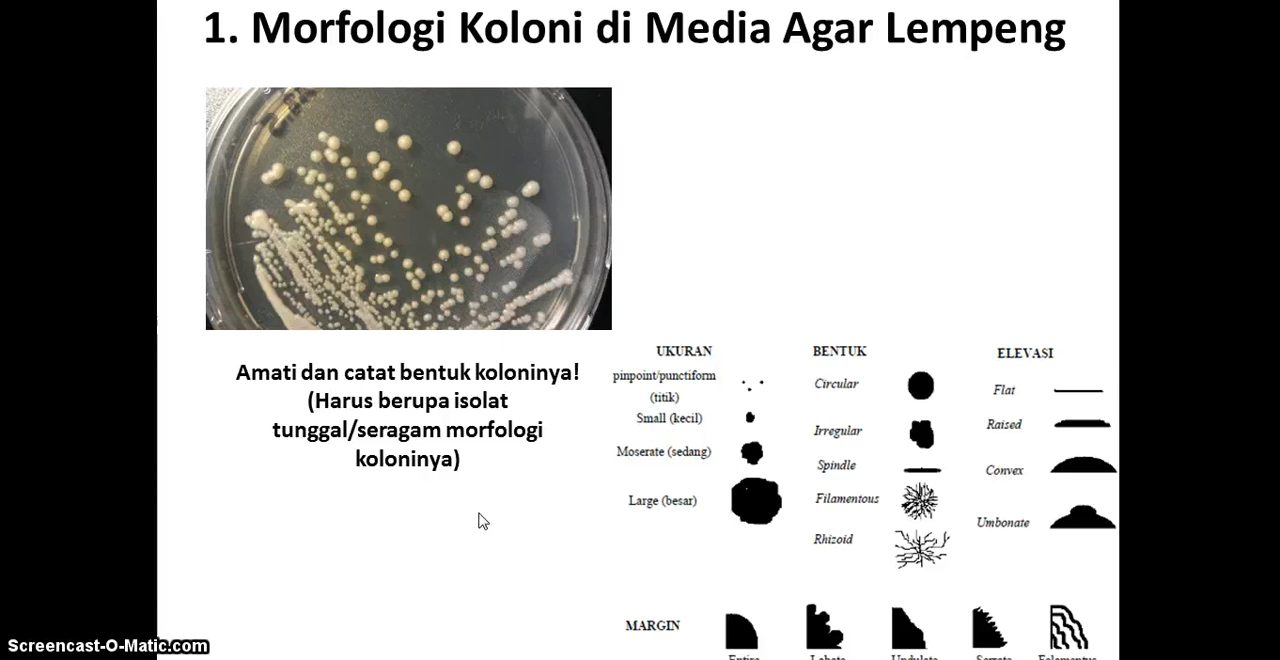 1. Morfologi Koloni di Media Agar Lempeng
Amati dan catat bentuk koloninya!
(Harus berupa isolat
tunggal/seragam morfologi
koloninya)
UKURAN
pinpoint/punctiform
(titik)
Small (kecil)
Moserate (sedang)
Large (besar)
BENTUK
Circular
Irregular
Spindle
Filamentous
Rhizoid
ELEVASI
Flat
Raised
Convex
Umbonate
MARGIN
Entire
Lobate
Undulate
Serrate
Screencast-O-Matic.com